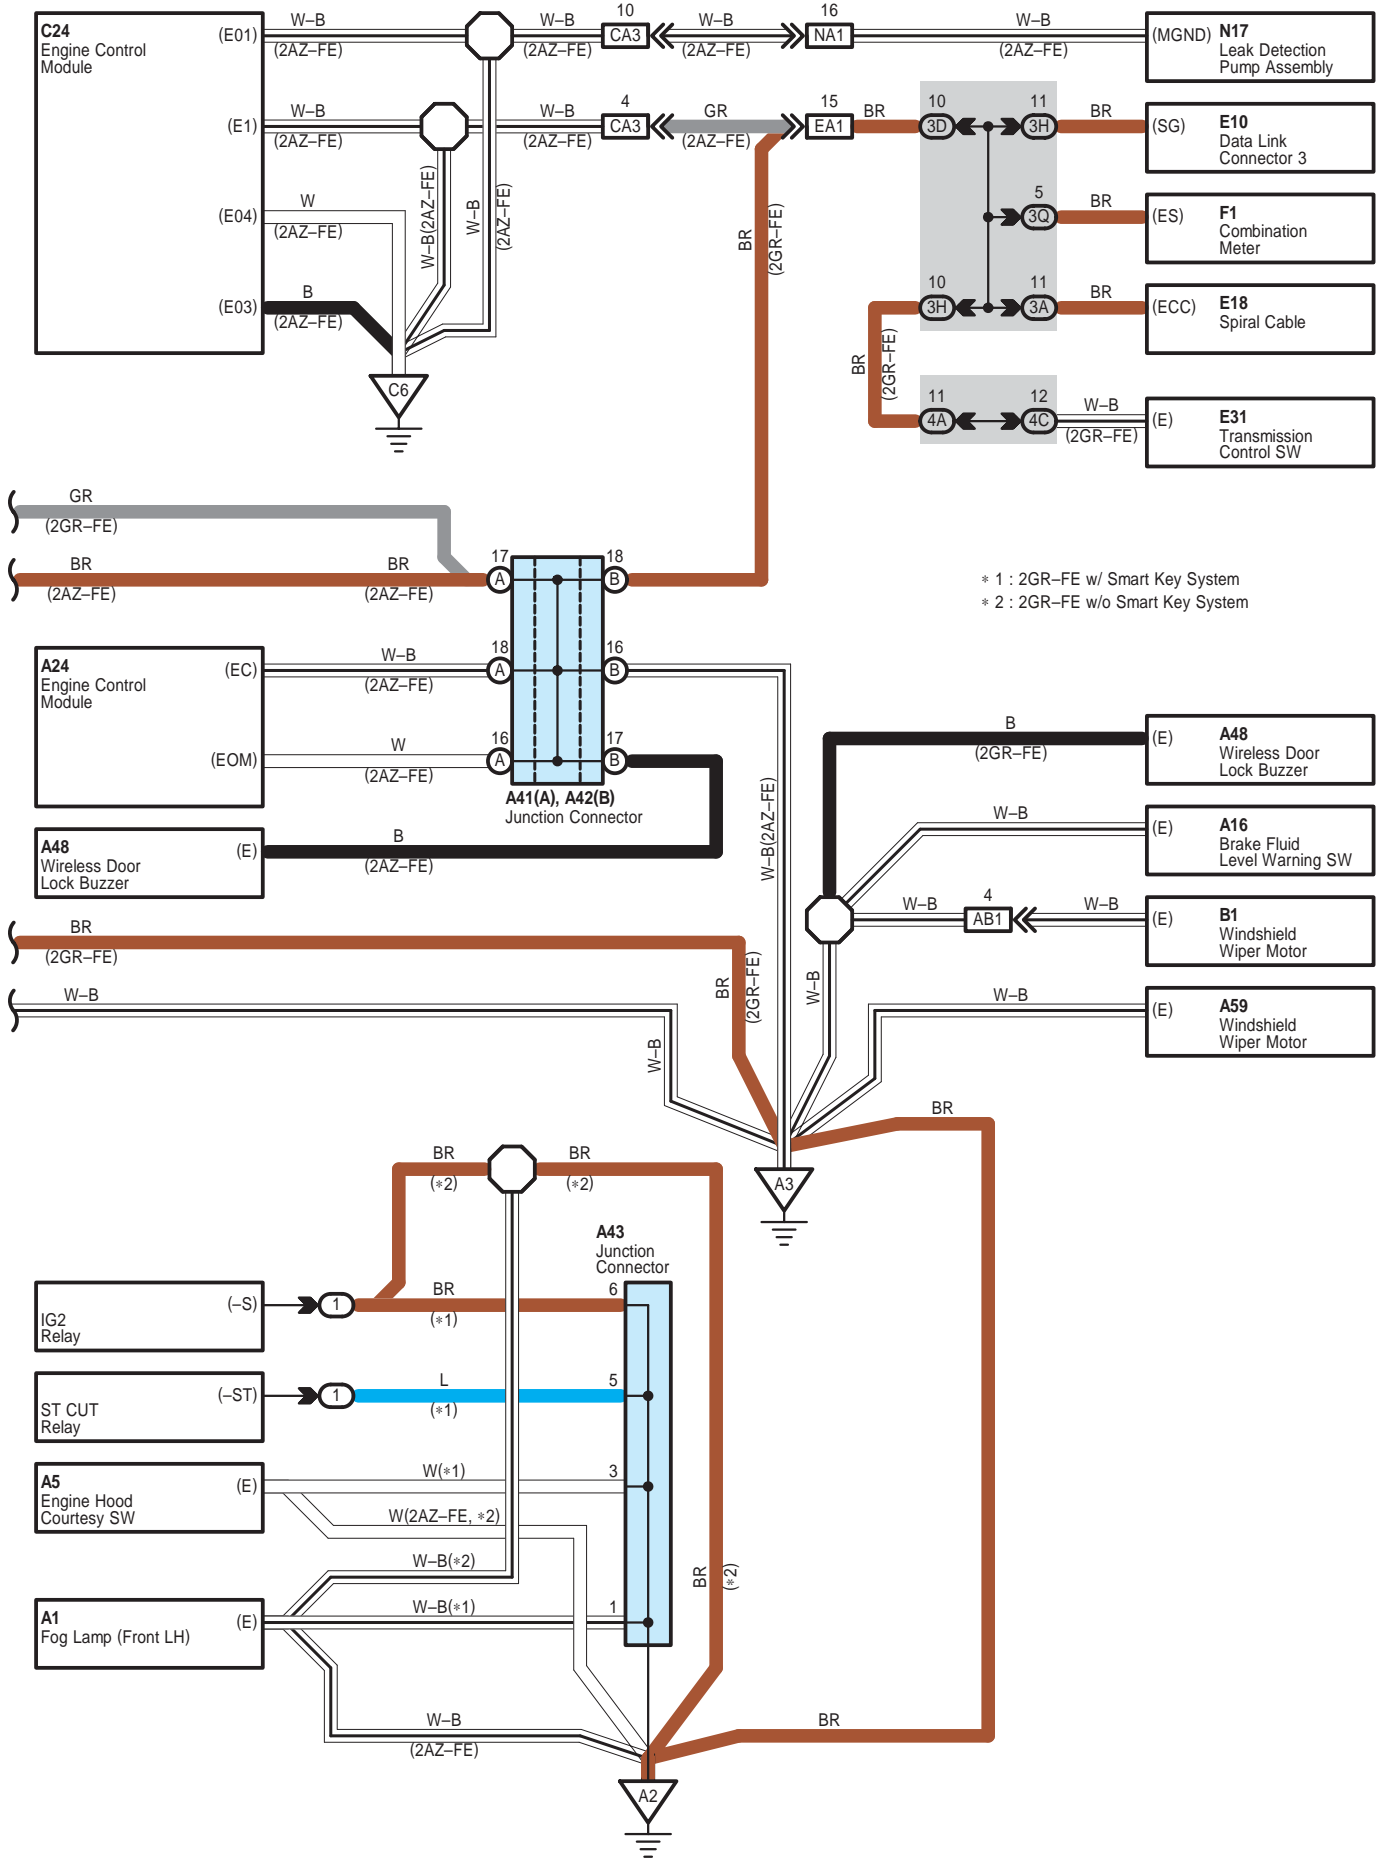 C24
Engine Control
Module
(E01)
W–B
(2AZ–FE)
W–B
(2AZ–FE)
10
CA3
W–B
(2AZ–FE)
16
NA1
W–B
(2AZ–FE)
(MGND)
N17
Leak Detection
Pump Assembly
(E1)
W–B
(2AZ–FE)
W–B
(2AZ–FE)
4
CA3
GR
(2AZ–FE)
15
EA1
BR
10
3D
11
3H
BR
(SG)
E10
Data Link
Connector 3
(E04)
W
(2AZ–FE)
W–B(2AZ–FE)
W–B
(2AZ–FE)
BR
(2GR–FE)
5
3Q
BR
(ES)
F1
Combination
Meter
(E03)
B
(2AZ–FE)
10
3H
11
3A
BR
(ECC)
E18
Spiral Cable
C6
BR
(2GR–FE)
11
4A
12
4C
W–B
(2GR–FE)
(E)
E31
Transmission
Control SW
GR
(2GR–FE)
BR
(2AZ–FE)
BR
(2AZ–FE)
17
A
18
B
∗ 1 : 2GR–FE w/ Smart Key System
∗ 2 : 2GR–FE w/o Smart Key System
A24
Engine Control
Module
(EC)
W–B
(2AZ–FE)
18
A
16
B
(EOM)
W
(2AZ–FE)
16
A
17
B
A41(A), A42(B)
Junction Connector
A48
Wireless Door
Lock Buzzer
(E)
B
(2AZ–FE)
W–B(2AZ–FE)
B
(2GR–FE)
(E)
A48
Wireless Door
Lock Buzzer
W–B
(E)
A16
Brake Fluid
Level Warning SW
W–B
4
AB1
W–B
(E)
B1
Windshield
Wiper Motor
BR
(2GR–FE)
BR
(2GR–FE)
W–B
W–B
W–B
W–B
(E)
A59
Windshield
Wiper Motor
BR
A3
BR
(∗2)
BR
(∗2)
A43
Junction
Connector
IG2
Relay
(–S)
1
BR
(∗1)
6
ST CUT
Relay
(–ST)
1
L
(∗1)
5
A5
Engine Hood
Courtesy SW
(E)
W(∗1)
3
W(2AZ–FE, ∗2)
W–B(∗2)
BR
(∗2)
A1
Fog Lamp (Front LH)
(E)
W–B(∗1)
1
W–B
(2AZ–FE)
BR
A2